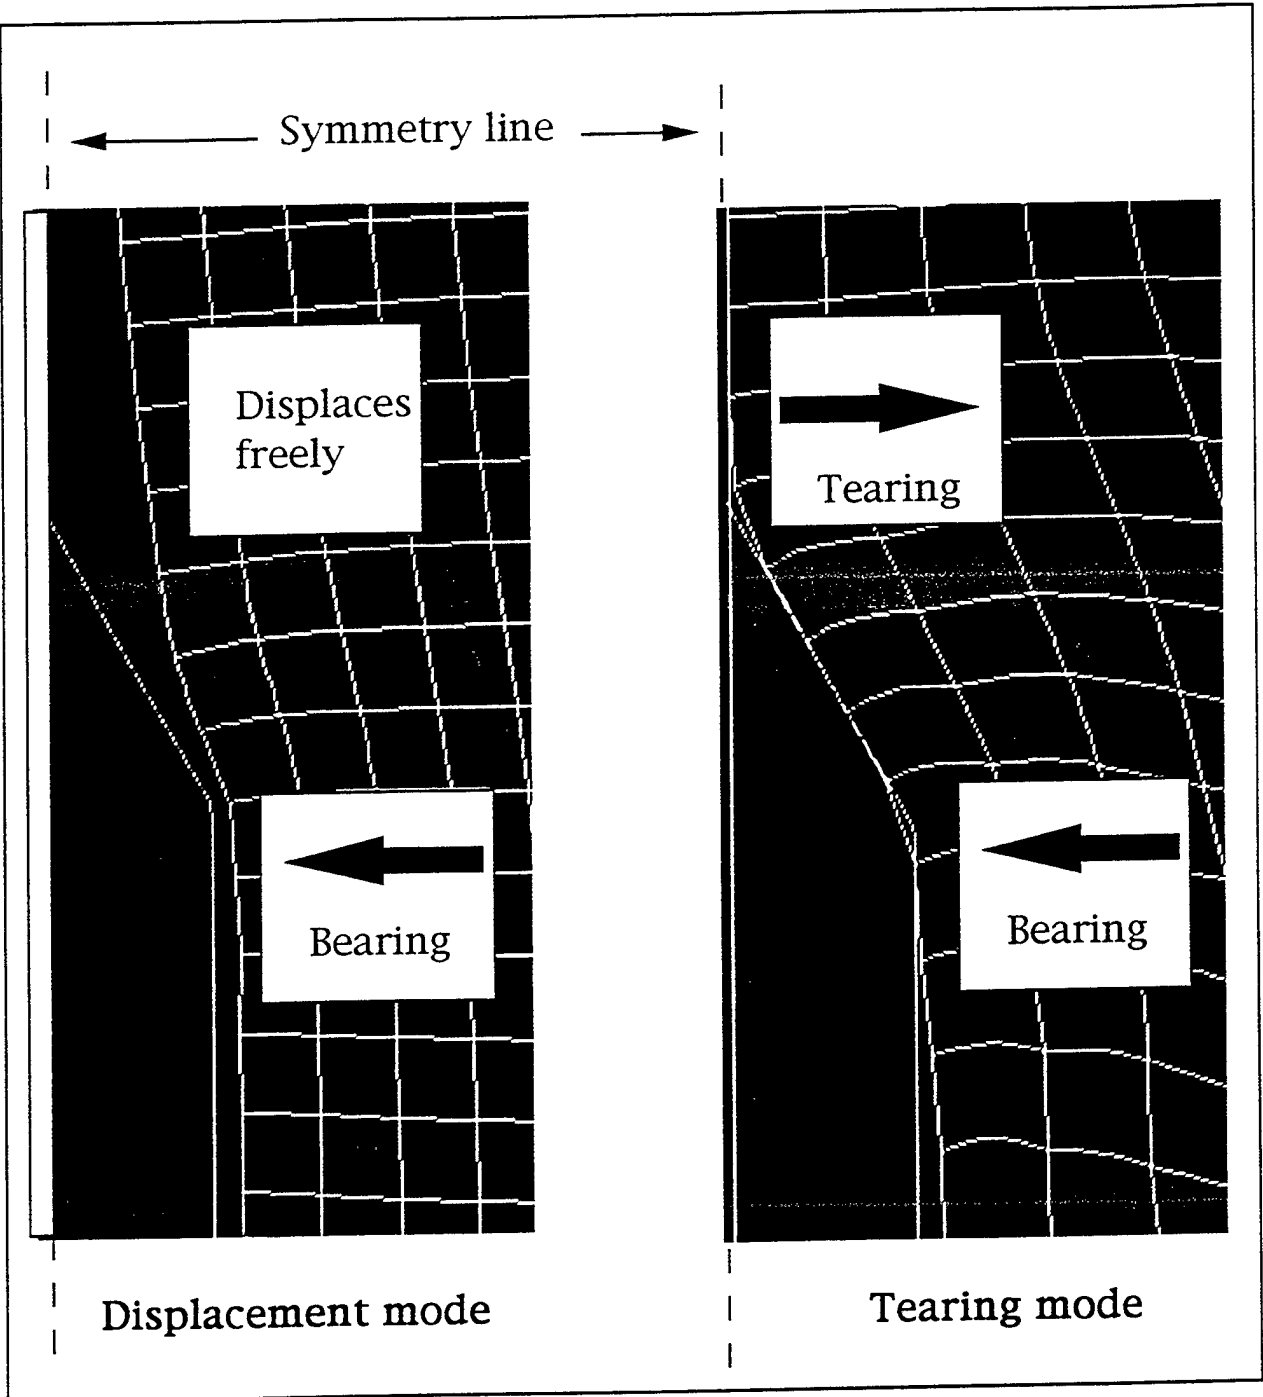 Symmetry line
Displaces
freely
Tearing
Bearing
Bearing
Displacement mode
Tearing mode